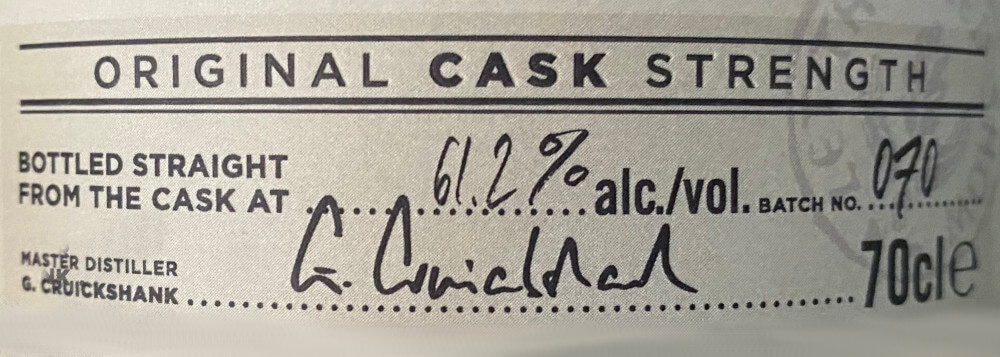 ORIGINAL CASK STRENGTH
BOTTLED STRAIGHT
FROM THE CASK AT 61.2% alc./vol. BATCH NO. 070
MASTER DISTILLER
G. CRUICKSHANK G. Cruickshank 70cl e